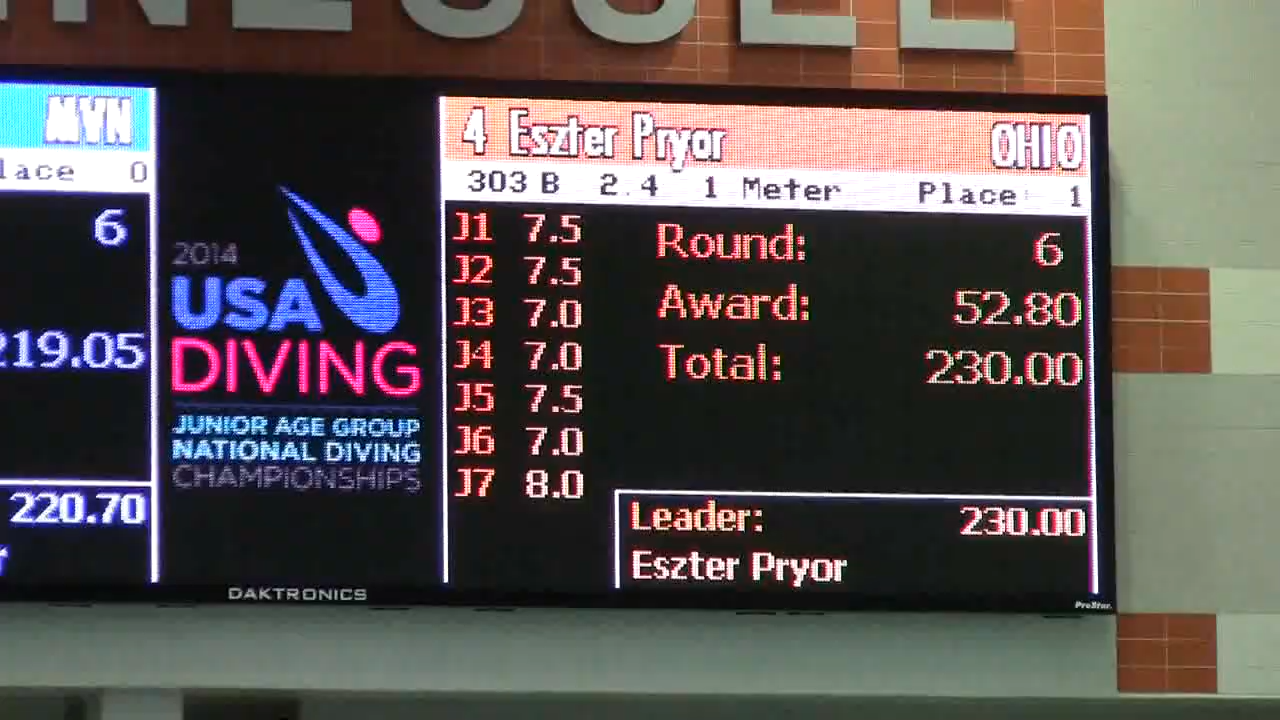 NESSEE
MVN
lace 0
6
219.05
220.70
2014
USA
DIVING
JUNIOR AGE GROUP
NATIONAL DIVING
CHAMPIONSHIPS
4 Eszter Pryor OHIO
303 B 2.4 1 Meter Place: 1
J1 7.5
J2 7.5
J3 7.0
J4 7.0
J5 7.5
J6 7.0
J7 8.0
Round: 6
Award: 52.80
Total: 230.00
Leader: 230.00
Eszter Pryor
DAKTRONICS
ProStar